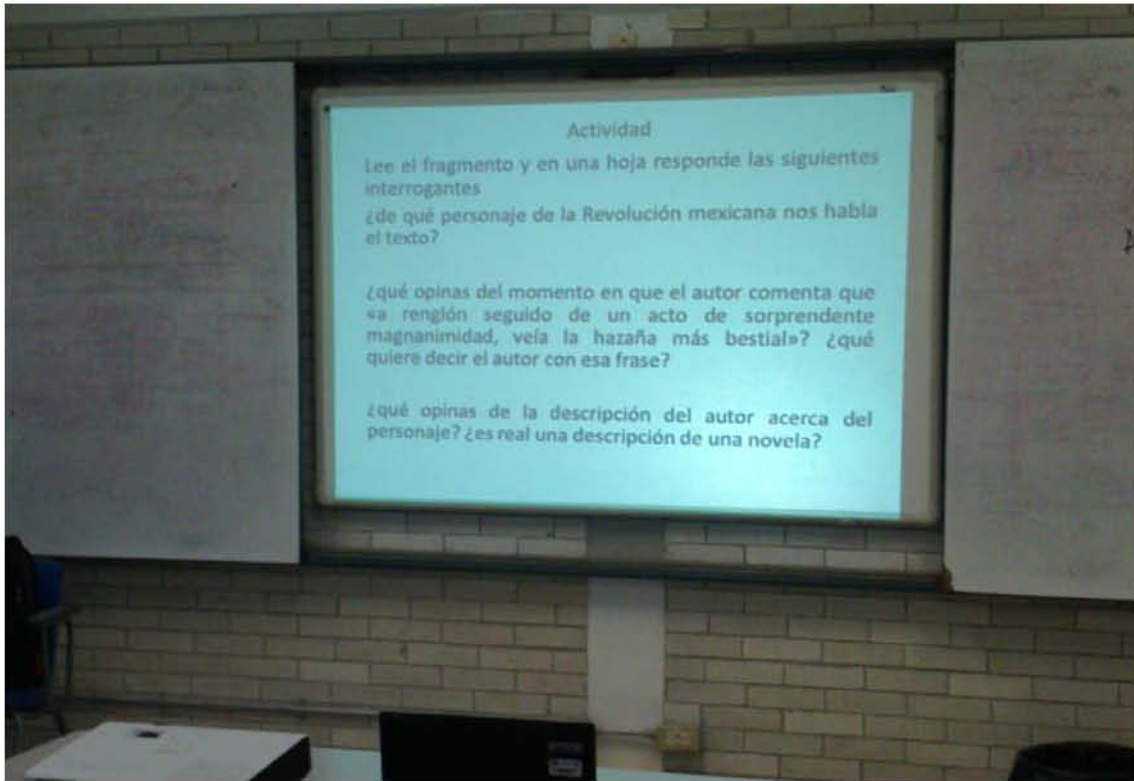 Actividad
Lee el fragmento y en una hoja responde las siguientes
interrogantes
¿de qué personaje de la Revolución mexicana nos habla
el texto?
¿qué opinas del momento en que el autor comenta que
«a renglón seguido de un acto de sorprendente
magnanimidad, veía la hazaña más bestial»? ¿qué
quiere decir el autor con esa frase?
¿qué opinas de la descripción del autor acerca del
personaje? ¿es real una descripción de una novela?